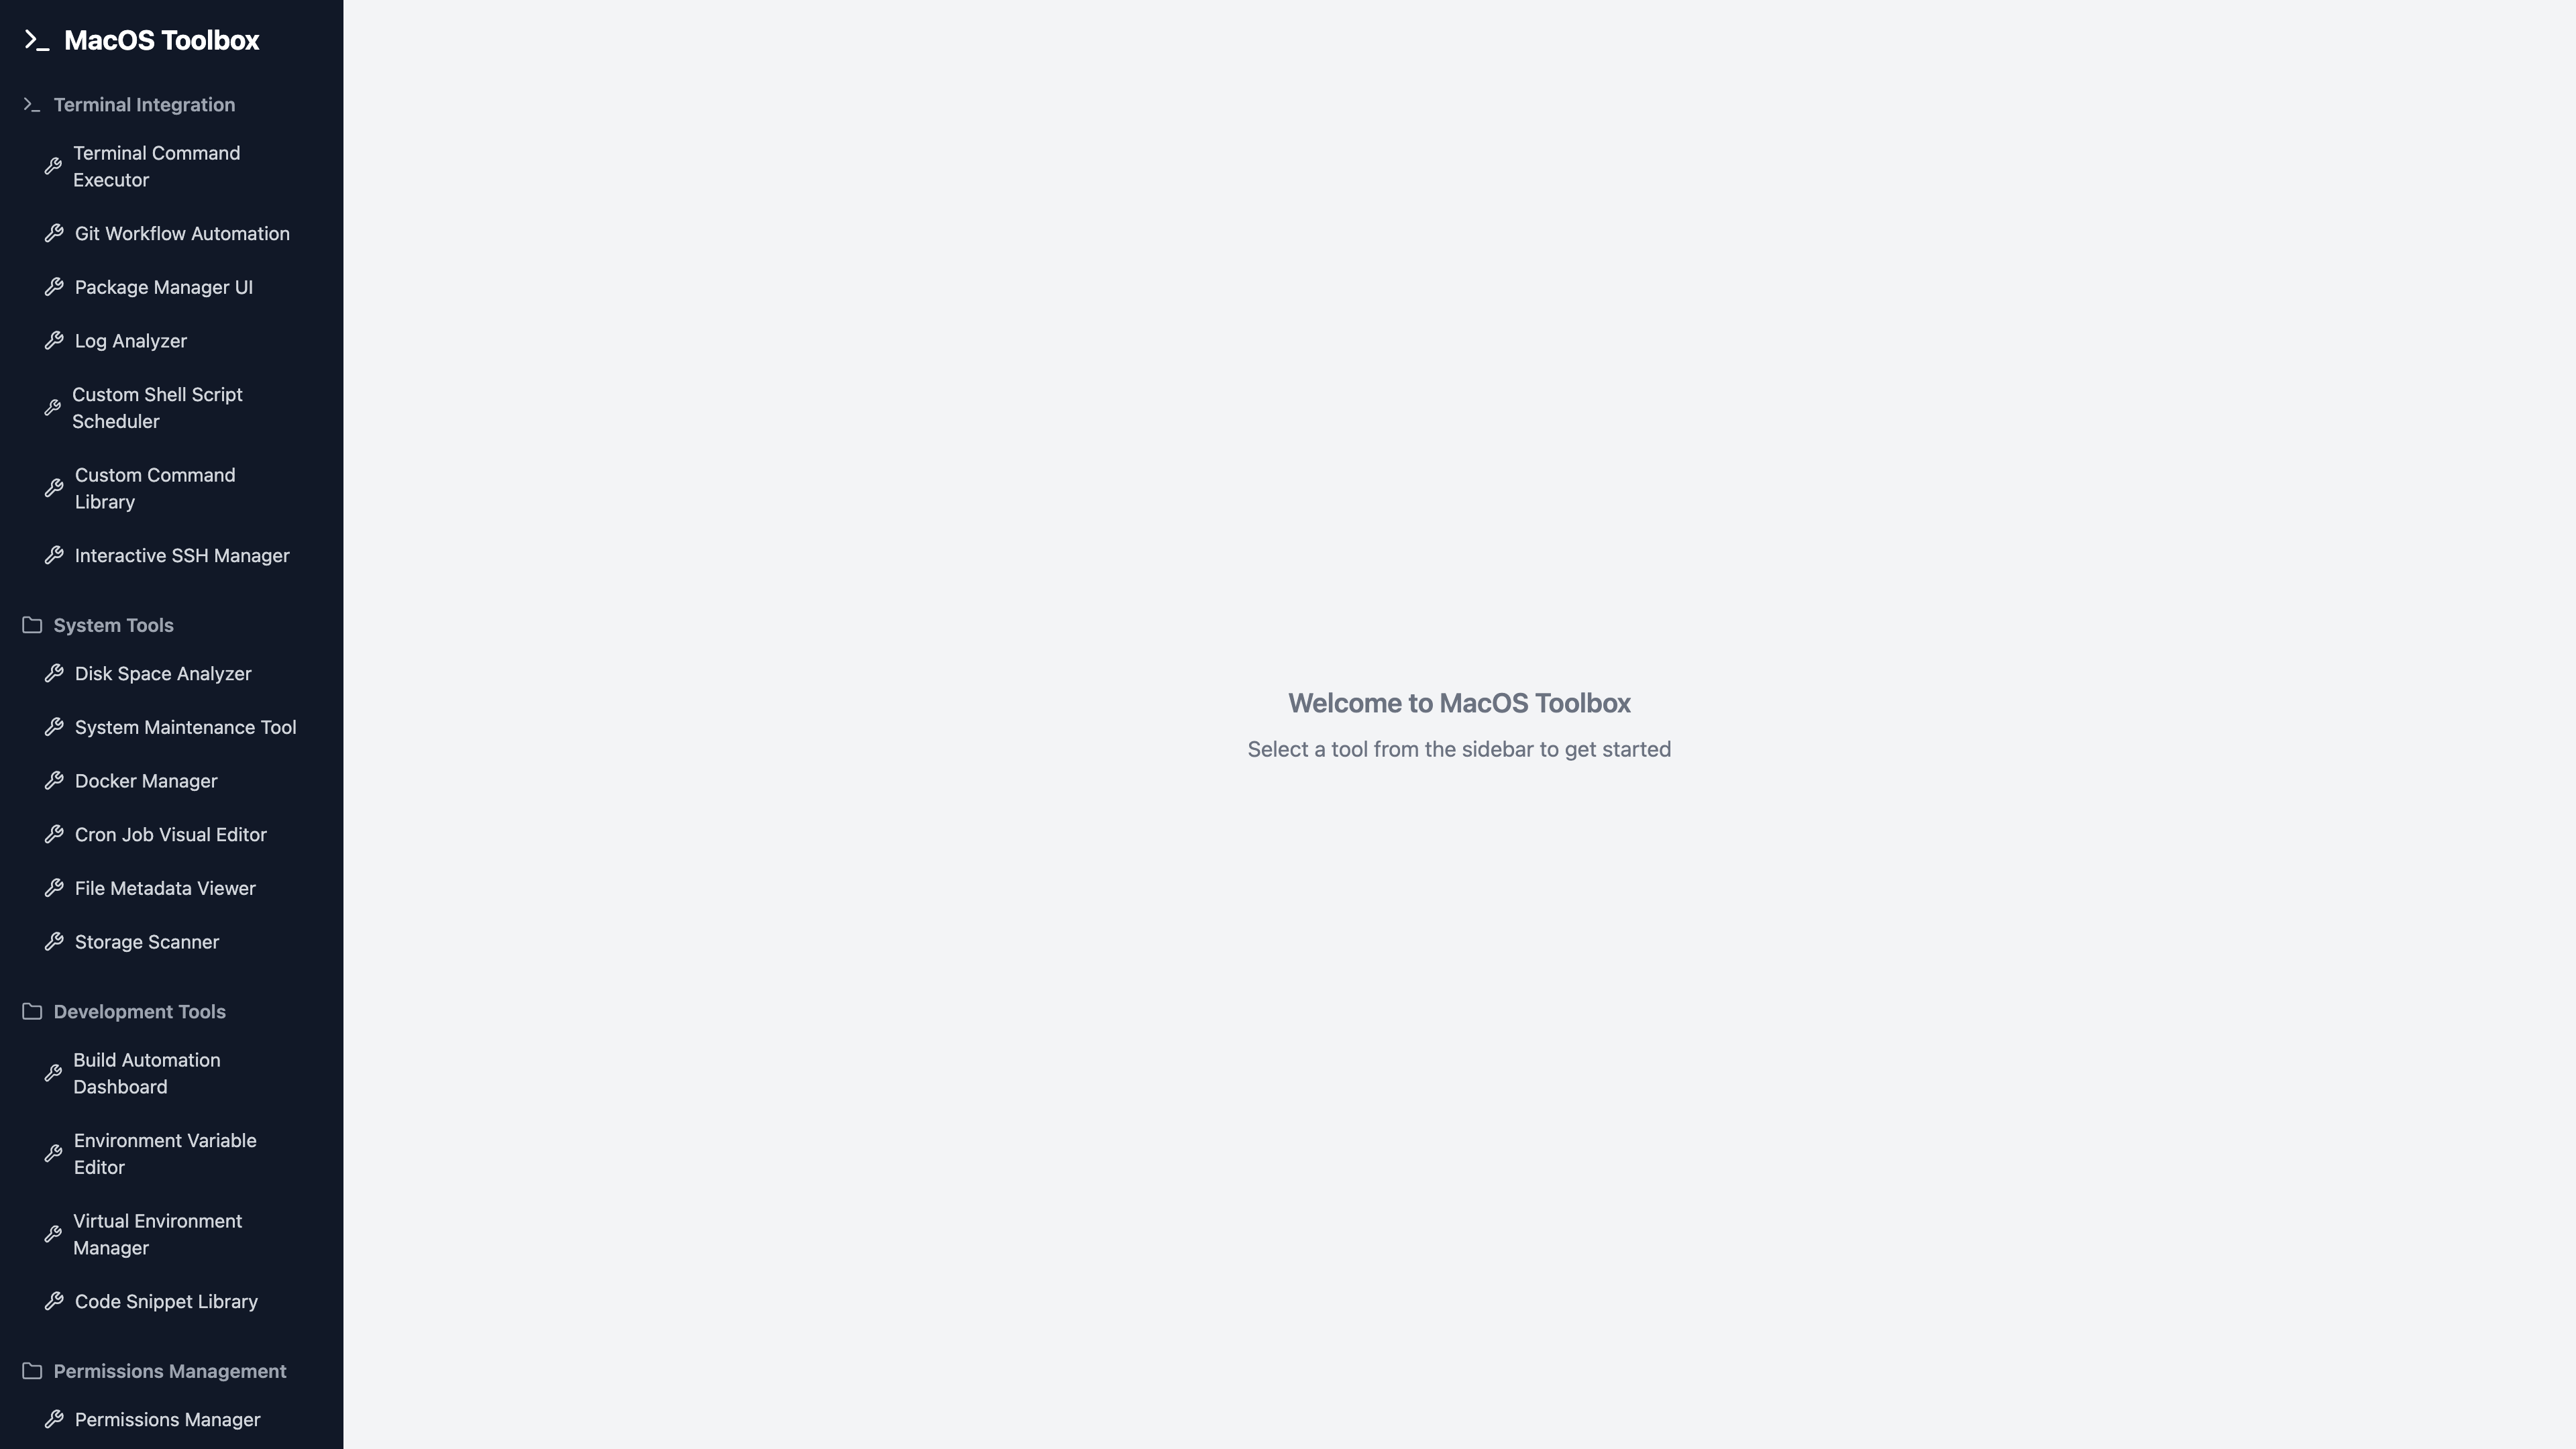 MacOS Toolbox
Terminal Integration
Terminal Command
Executor
Git Workflow Automation
Package Manager UI
Log Analyzer
Custom Shell Script
Scheduler
Custom Command
Library
Interactive SSH Manager
System Tools
Disk Space Analyzer
System Maintenance Tool
Docker Manager
Cron Job Visual Editor
File Metadata Viewer
Storage Scanner
Development Tools
Build Automation
Dashboard
Environment Variable
Editor
Virtual Environment
Manager
Code Snippet Library
Permissions Management
Permissions Manager
Welcome to MacOS Toolbox
Select a tool from the sidebar to get started